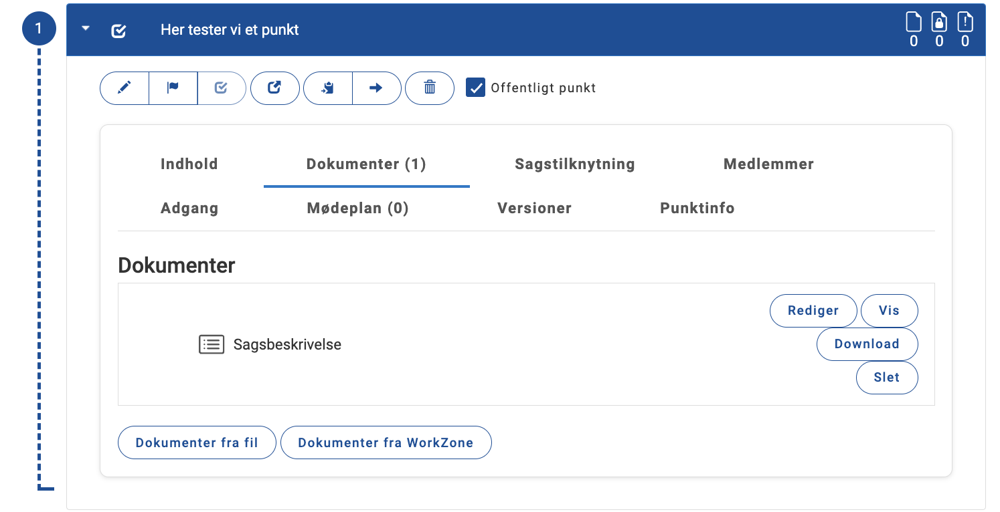 1
Her tester vi et punkt
0 0 0
Offentligt punkt
Indhold Dokumenter (1) Sagstilknytning Medlemmer
Adgang Mødeplan (0) Versioner Punktinfo
Dokumenter
Rediger Vis
Sagsbeskrivelse Download
Slet
Dokumenter fra fil Dokumenter fra WorkZone